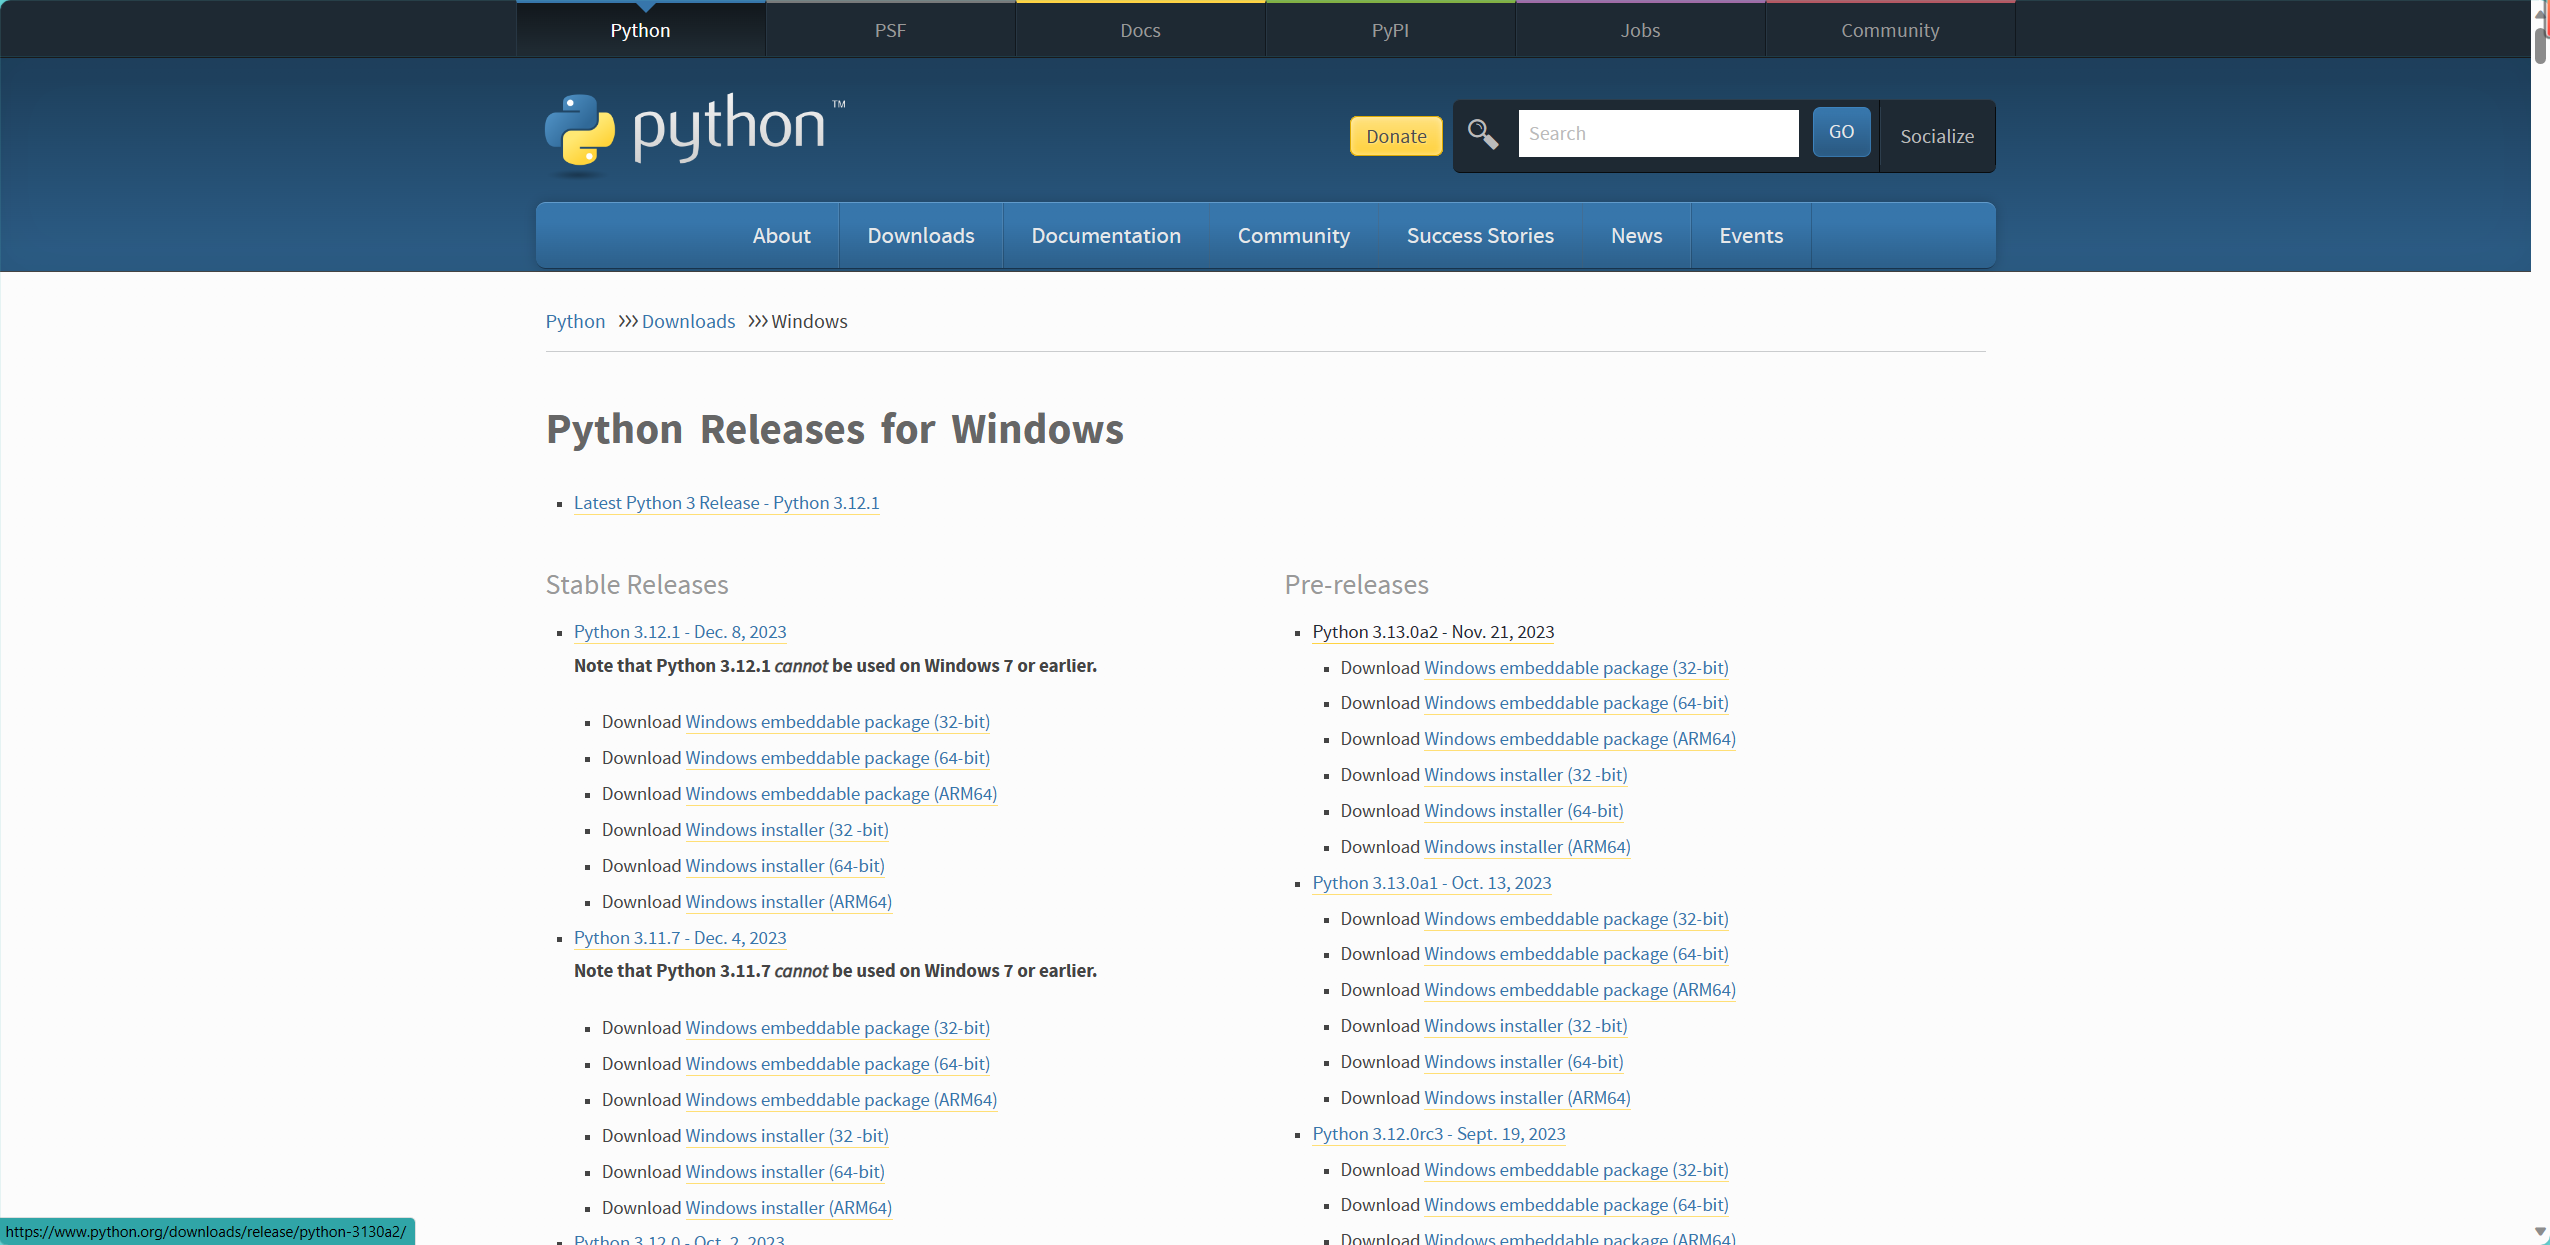 Python
PSF
Docs
PyPI
Jobs
Community
python™
Donate
Search
GO
Socialize
About
Downloads
Documentation
Community
Success Stories
News
Events
Python >>> Downloads >>> Windows
Python Releases for Windows
Latest Python 3 Release - Python 3.12.1
Stable Releases
Python 3.12.1 - Dec. 8, 2023
Note that Python 3.12.1 cannot be used on Windows 7 or earlier.
Download Windows embeddable package (32-bit)
Download Windows embeddable package (64-bit)
Download Windows embeddable package (ARM64)
Download Windows installer (32 -bit)
Download Windows installer (64-bit)
Download Windows installer (ARM64)
Python 3.11.7 - Dec. 4, 2023
Note that Python 3.11.7 cannot be used on Windows 7 or earlier.
Download Windows embeddable package (32-bit)
Download Windows embeddable package (64-bit)
Download Windows embeddable package (ARM64)
Download Windows installer (32 -bit)
Download Windows installer (64-bit)
Download Windows installer (ARM64)
Python 3.12.0 - Oct. 2, 2023
Pre-releases
Python 3.13.0a2 - Nov. 21, 2023
Download Windows embeddable package (32-bit)
Download Windows embeddable package (64-bit)
Download Windows embeddable package (ARM64)
Download Windows installer (32 -bit)
Download Windows installer (64-bit)
Download Windows installer (ARM64)
Python 3.13.0a1 - Oct. 13, 2023
Download Windows embeddable package (32-bit)
Download Windows embeddable package (64-bit)
Download Windows embeddable package (ARM64)
Download Windows installer (32 -bit)
Download Windows installer (64-bit)
Download Windows installer (ARM64)
Python 3.12.0rc3 - Sept. 19, 2023
Download Windows embeddable package (32-bit)
Download Windows embeddable package (64-bit)
Download Windows embeddable package (ARM64)
https://www.python.org/downloads/release/python-3130a2/